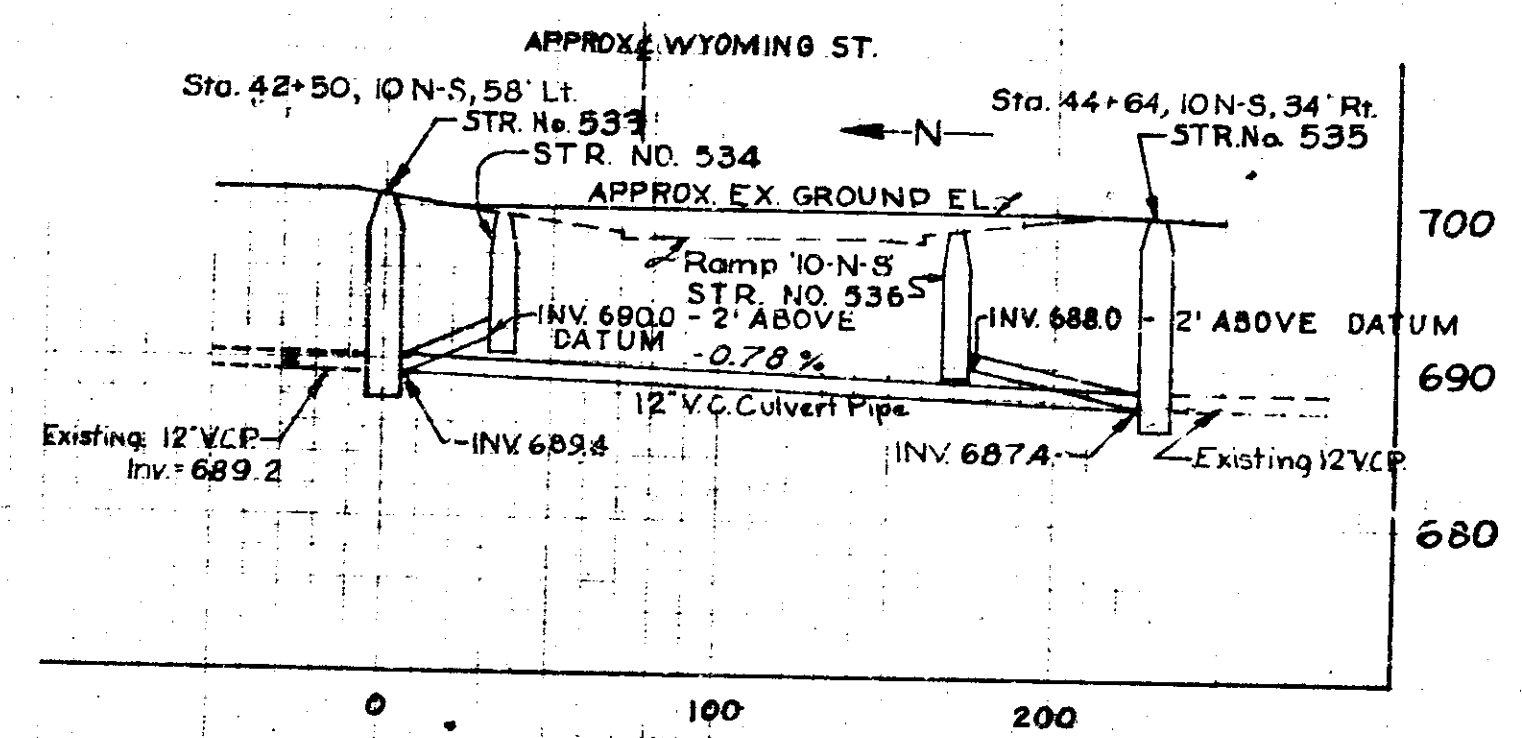 APPROX. ℄ WYOMING ST.
Sta. 42+50, 10 N-S, 58' Lt.
STR. No. 533
STR. NO. 534
Sta. 44+64, 10 N-S, 34' Rt.
STR. No. 535
N
APPROX. EX. GROUND EL.
700
Ramp '10-N-S'
STR. NO. 536
INV. 690.0 - 2' ABOVE
DATUM
INV. 688.0 - 2' ABOVE DATUM
-0.78 %
690
12" V.C. Culvert Pipe
Existing 12" V.C.P.
Inv. = 689.2
INV. 689.4
INV. 687.4
Existing 12" V.C.P.
680
0
100
200